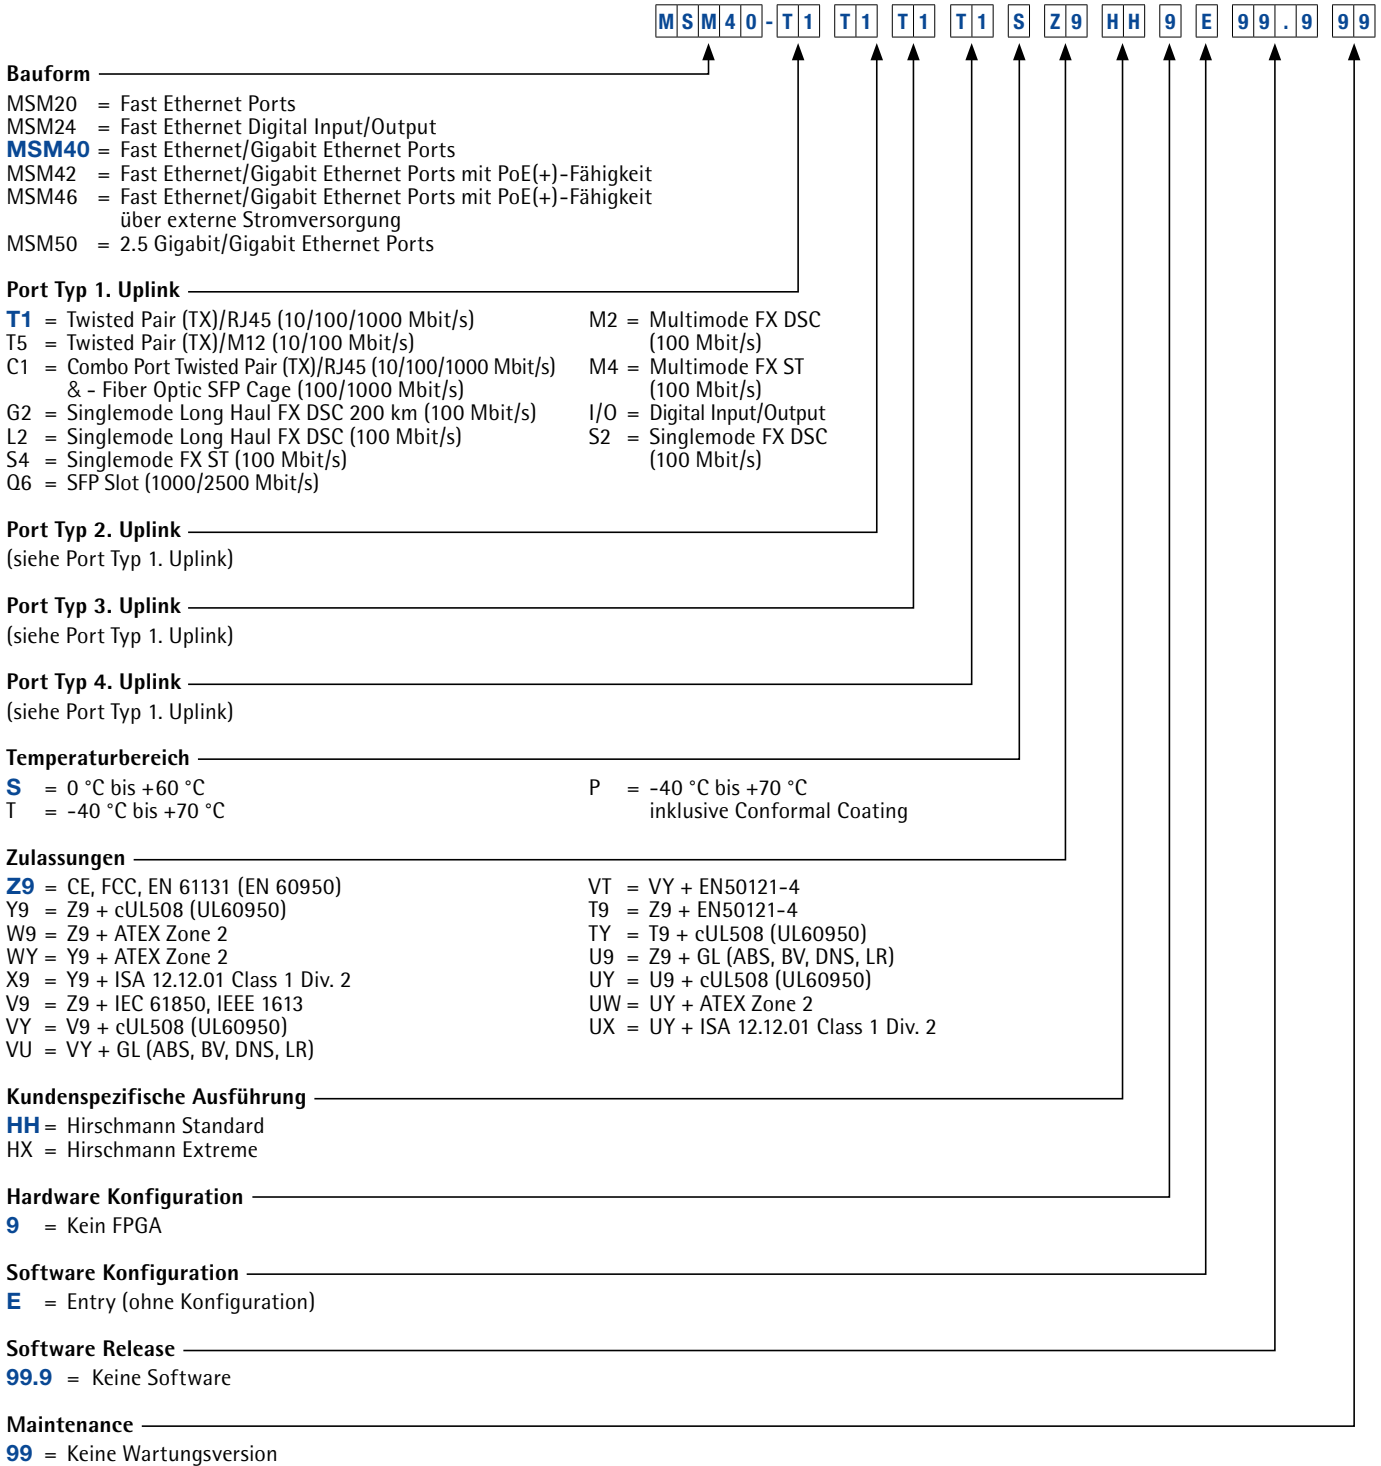 MSM40-T1 T1 T1 T1 S Z9 HH 9 E 99.9 99
Bauform
MSM20 = Fast Ethernet Ports
MSM24 = Fast Ethernet Digital Input/Output
MSM40 = Fast Ethernet/Gigabit Ethernet Ports
MSM42 = Fast Ethernet/Gigabit Ethernet Ports mit PoE(+)-Fähigkeit
MSM46 = Fast Ethernet/Gigabit Ethernet Ports mit PoE(+)-Fähigkeit
über externe Stromversorgung
MSM50 = 2.5 Gigabit/Gigabit Ethernet Ports
Port Typ 1. Uplink
T1 = Twisted Pair (TX)/RJ45 (10/100/1000 Mbit/s)
T5 = Twisted Pair (TX)/M12 (10/100 Mbit/s)
C1 = Combo Port Twisted Pair (TX)/RJ45 (10/100/1000 Mbit/s)
& - Fiber Optic SFP Cage (100/1000 Mbit/s)
G2 = Singlemode Long Haul FX DSC 200 km (100 Mbit/s)
L2 = Singlemode Long Haul FX DSC (100 Mbit/s)
S4 = Singlemode FX ST (100 Mbit/s)
Q6 = SFP Slot (1000/2500 Mbit/s)
M2 = Multimode FX DSC
(100 Mbit/s)
M4 = Multimode FX ST
(100 Mbit/s)
I/O = Digital Input/Output
S2 = Singlemode FX DSC
(100 Mbit/s)
Port Typ 2. Uplink
(siehe Port Typ 1. Uplink)
Port Typ 3. Uplink
(siehe Port Typ 1. Uplink)
Port Typ 4. Uplink
(siehe Port Typ 1. Uplink)
Temperaturbereich
S = 0 °C bis +60 °C
T = -40 °C bis +70 °C
P = -40 °C bis +70 °C
inklusive Conformal Coating
Zulassungen
Z9 = CE, FCC, EN 61131 (EN 60950)
Y9 = Z9 + cUL508 (UL60950)
W9 = Z9 + ATEX Zone 2
WY = Y9 + ATEX Zone 2
X9 = Y9 + ISA 12.12.01 Class 1 Div. 2
V9 = Z9 + IEC 61850, IEEE 1613
VY = V9 + cUL508 (UL60950)
VU = VY + GL (ABS, BV, DNS, LR)
VT = VY + EN50121-4
T9 = Z9 + EN50121-4
TY = T9 + cUL508 (UL60950)
U9 = Z9 + GL (ABS, BV, DNS, LR)
UY = U9 + cUL508 (UL60950)
UW = UY + ATEX Zone 2
UX = UY + ISA 12.12.01 Class 1 Div. 2
Kundenspezifische Ausführung
HH = Hirschmann Standard
HX = Hirschmann Extreme
Hardware Konfiguration
9 = Kein FPGA
Software Konfiguration
E = Entry (ohne Konfiguration)
Software Release
99.9 = Keine Software
Maintenance
99 = Keine Wartungsversion